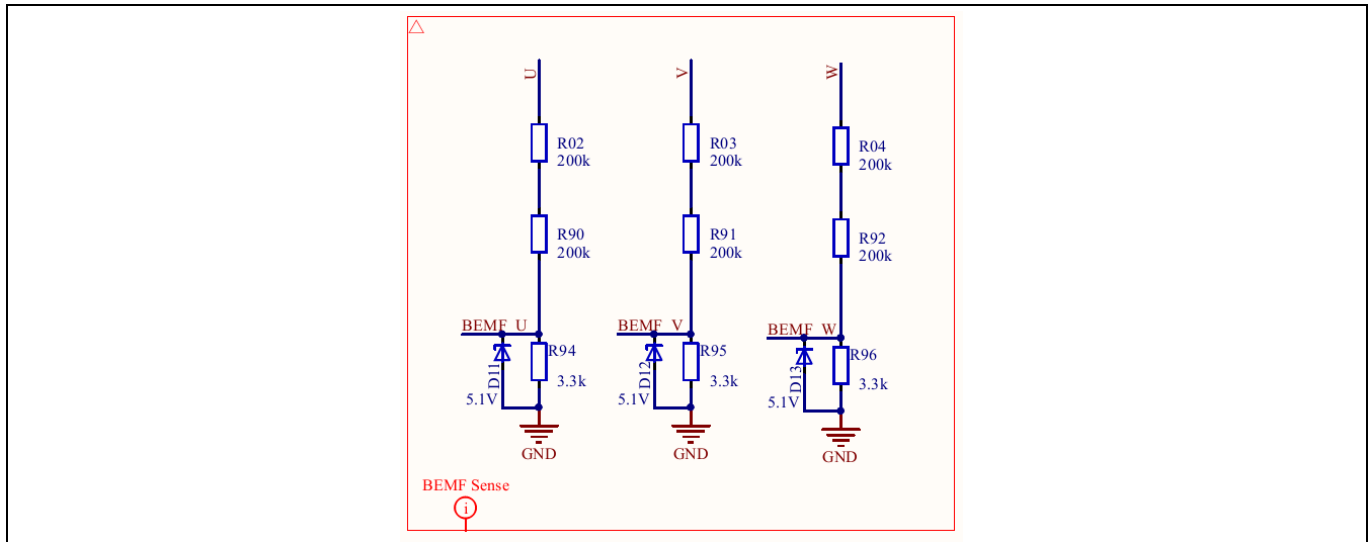 U
V
W
R02
200k
R03
200k
R04
200k
R90
200k
R91
200k
R92
200k
BEMF_U
BEMF_V
BEMF_W
R94
3.3k
D11
5.1V
R95
3.3k
D12
5.1V
R96
3.3k
D13
5.1V
GND
GND
GND
BEMF Sense
i